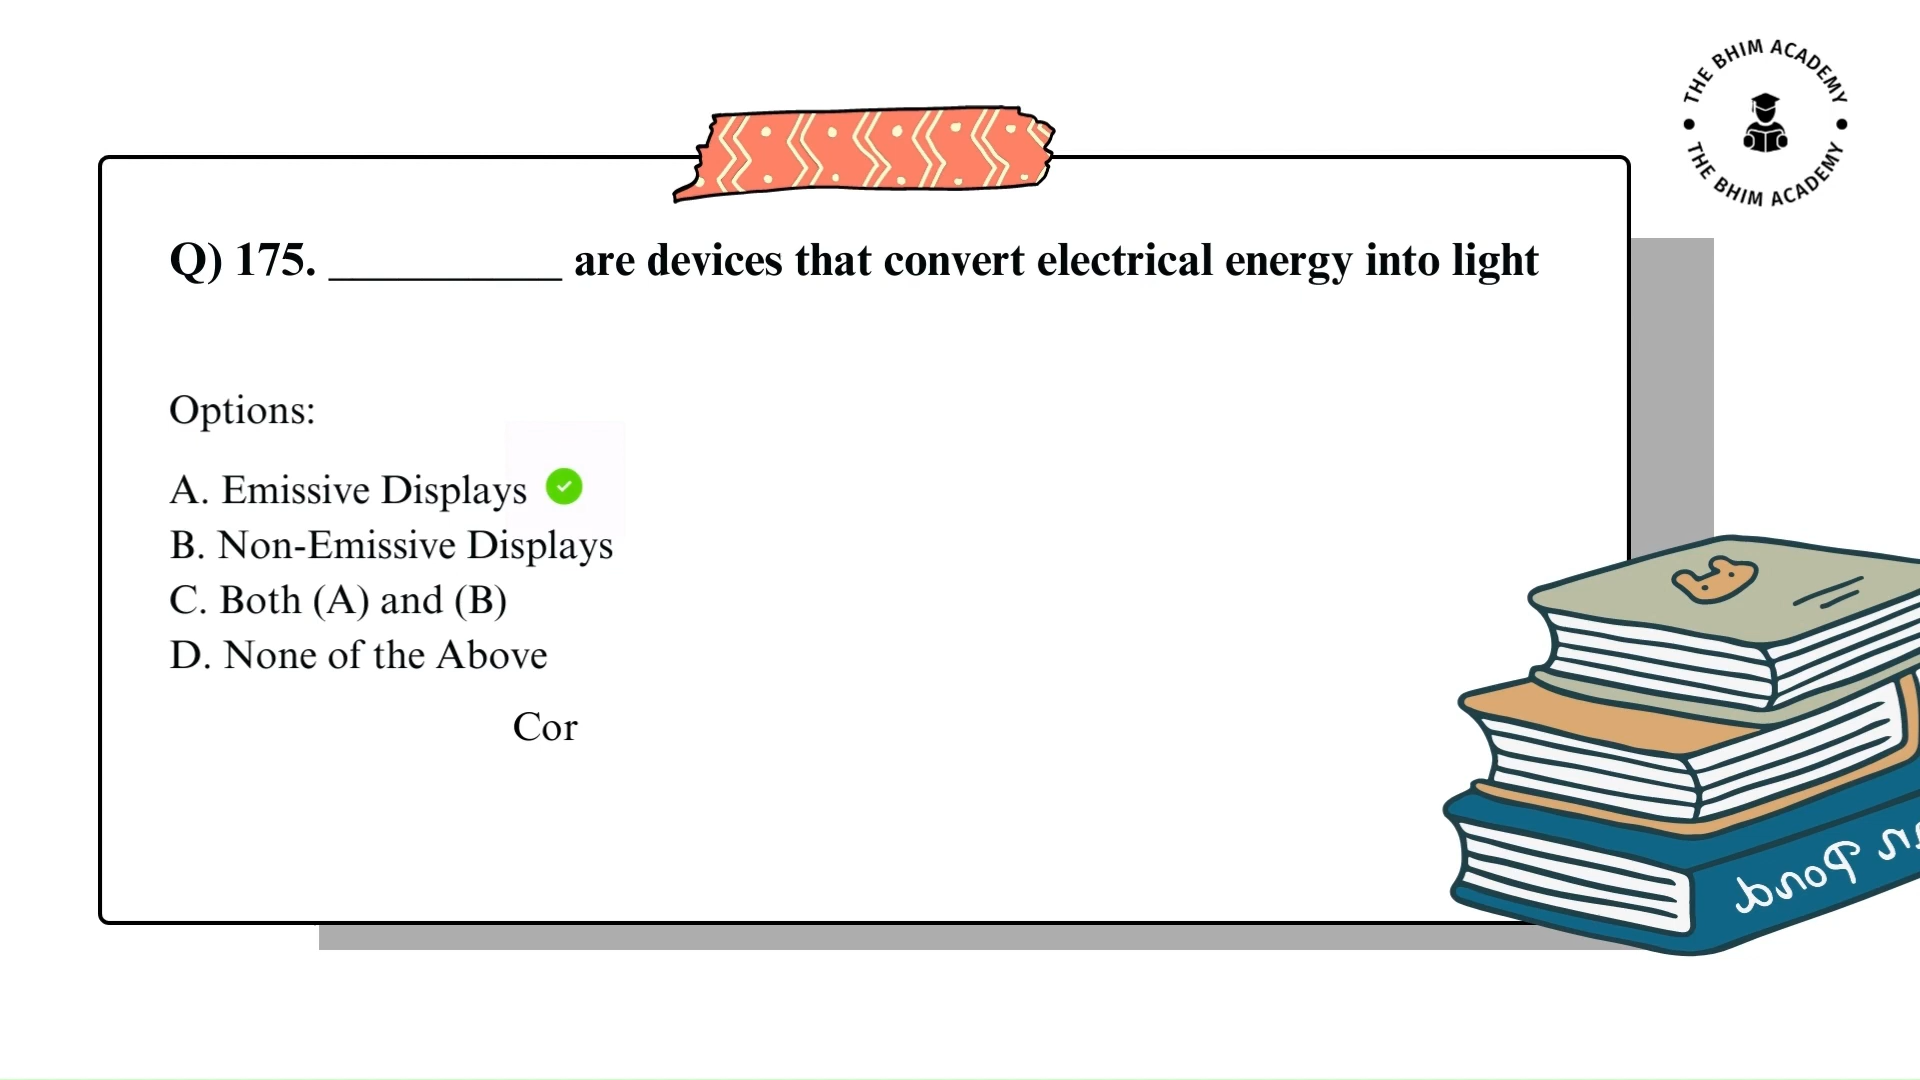 THE BHIM ACADEMY
THE BHIM ACADEMY
Q) 175. __________ are devices that convert electrical energy into light
Options:
A. Emissive Displays
B. Non-Emissive Displays
C. Both (A) and (B)
D. None of the Above
Cor
Pond